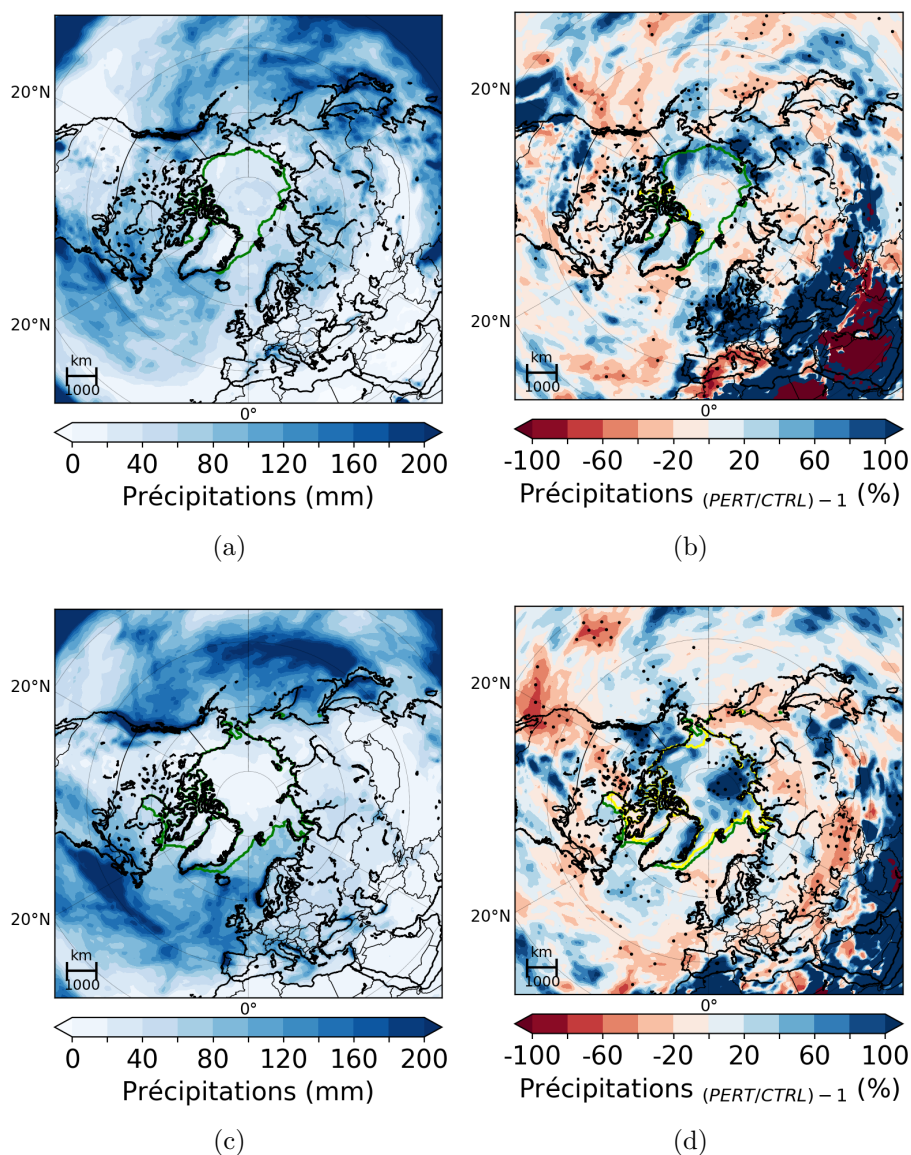 20°N
20°N
km
1000
0°
0 40 80 120 160 200
Précipitations (mm)
(a)
20°N
20°N
km
1000
0°
-100 -60 -20 20 60 100
Précipitations (PERT/CTRL) − 1 (%)
(b)
20°N
20°N
km
1000
0°
0 40 80 120 160 200
Précipitations (mm)
(c)
20°N
20°N
km
1000
0°
-100 -60 -20 20 60 100
Précipitations (PERT/CTRL) − 1 (%)
(d)